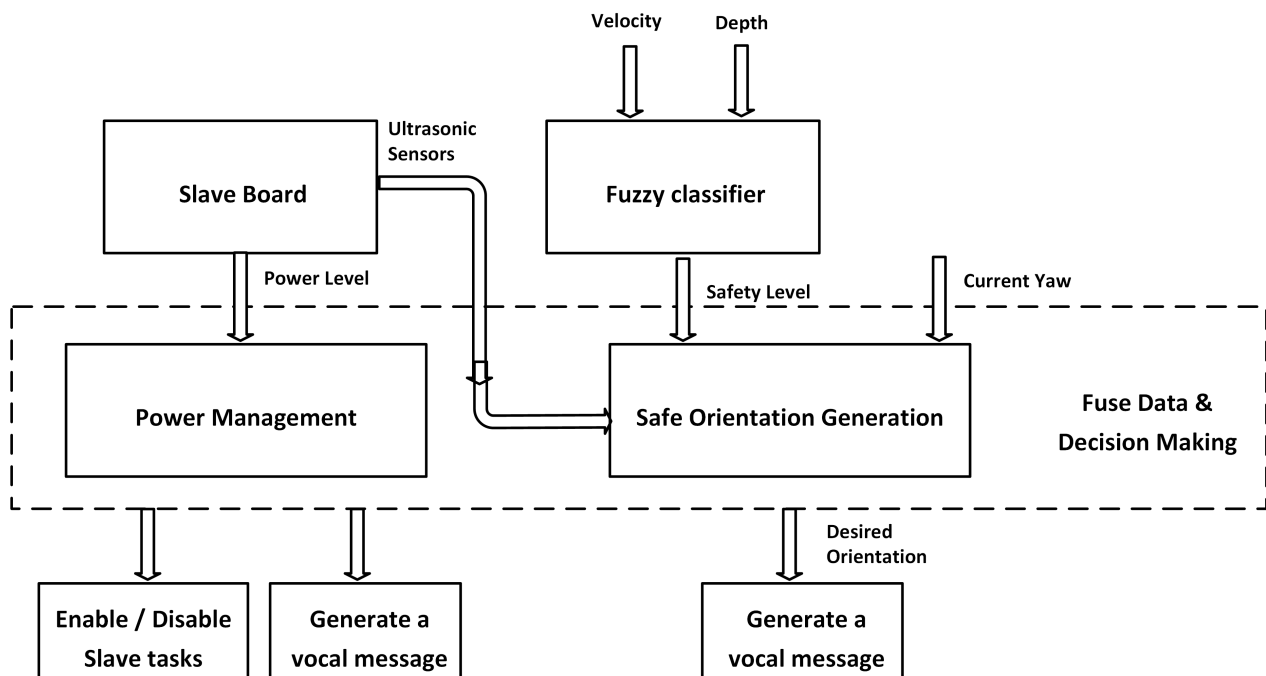 Velocity
Depth
Ultrasonic
Sensors
Slave Board
Fuzzy classifier
Power Level
Safety Level
Current Yaw
Power Management
Safe Orientation Generation
Fuse Data &
Decision Making
Desired
Orientation
Enable / Disable
Slave tasks
Generate a
vocal message
Generate a
vocal message